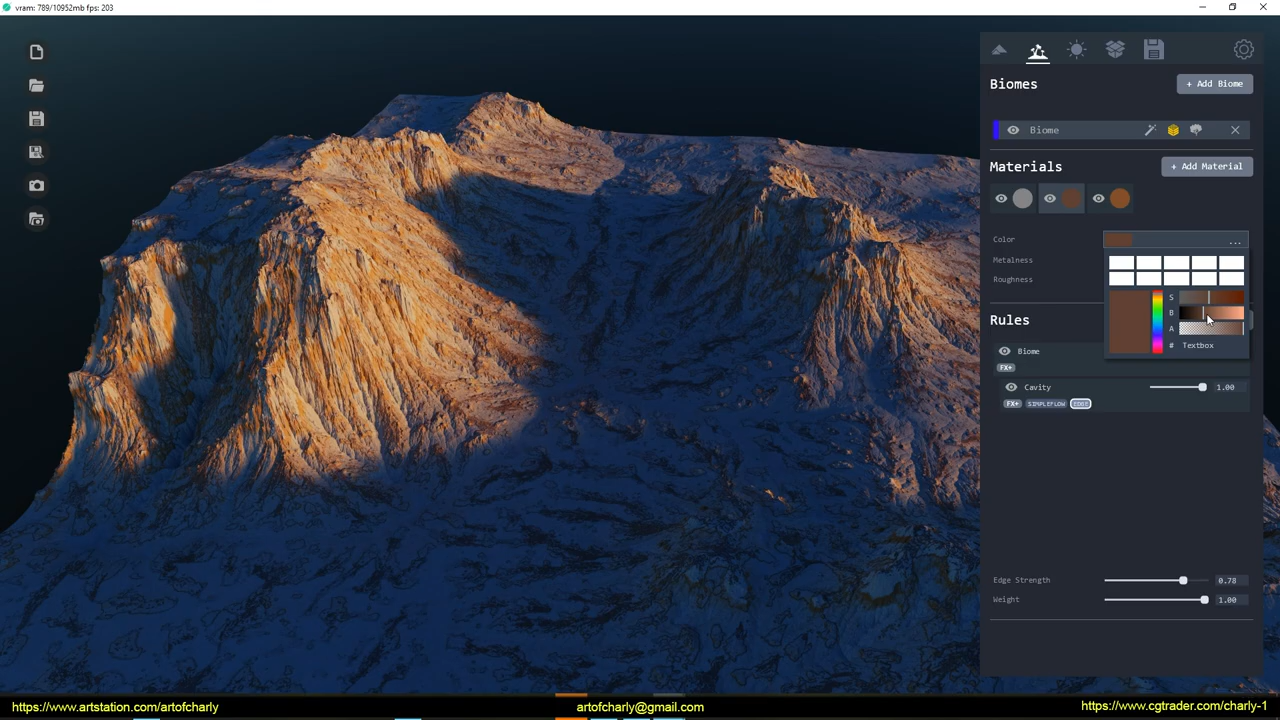 vram: 789/10952mb fps: 203
Biomes
+ Add Biome
Biome
Materials
+ Add Material
Color
...
Metalness
Roughness
S
B
A
# Textbox
Rules
Biome
FX+
Cavity 1.00
FX+ SIMPLEFLOW EDGE
Edge Strength 0.78
Weight 1.00
https://www.artstation.com/artofcharly artofcharly@gmail.com https://www.cgtrader.com/charly-1